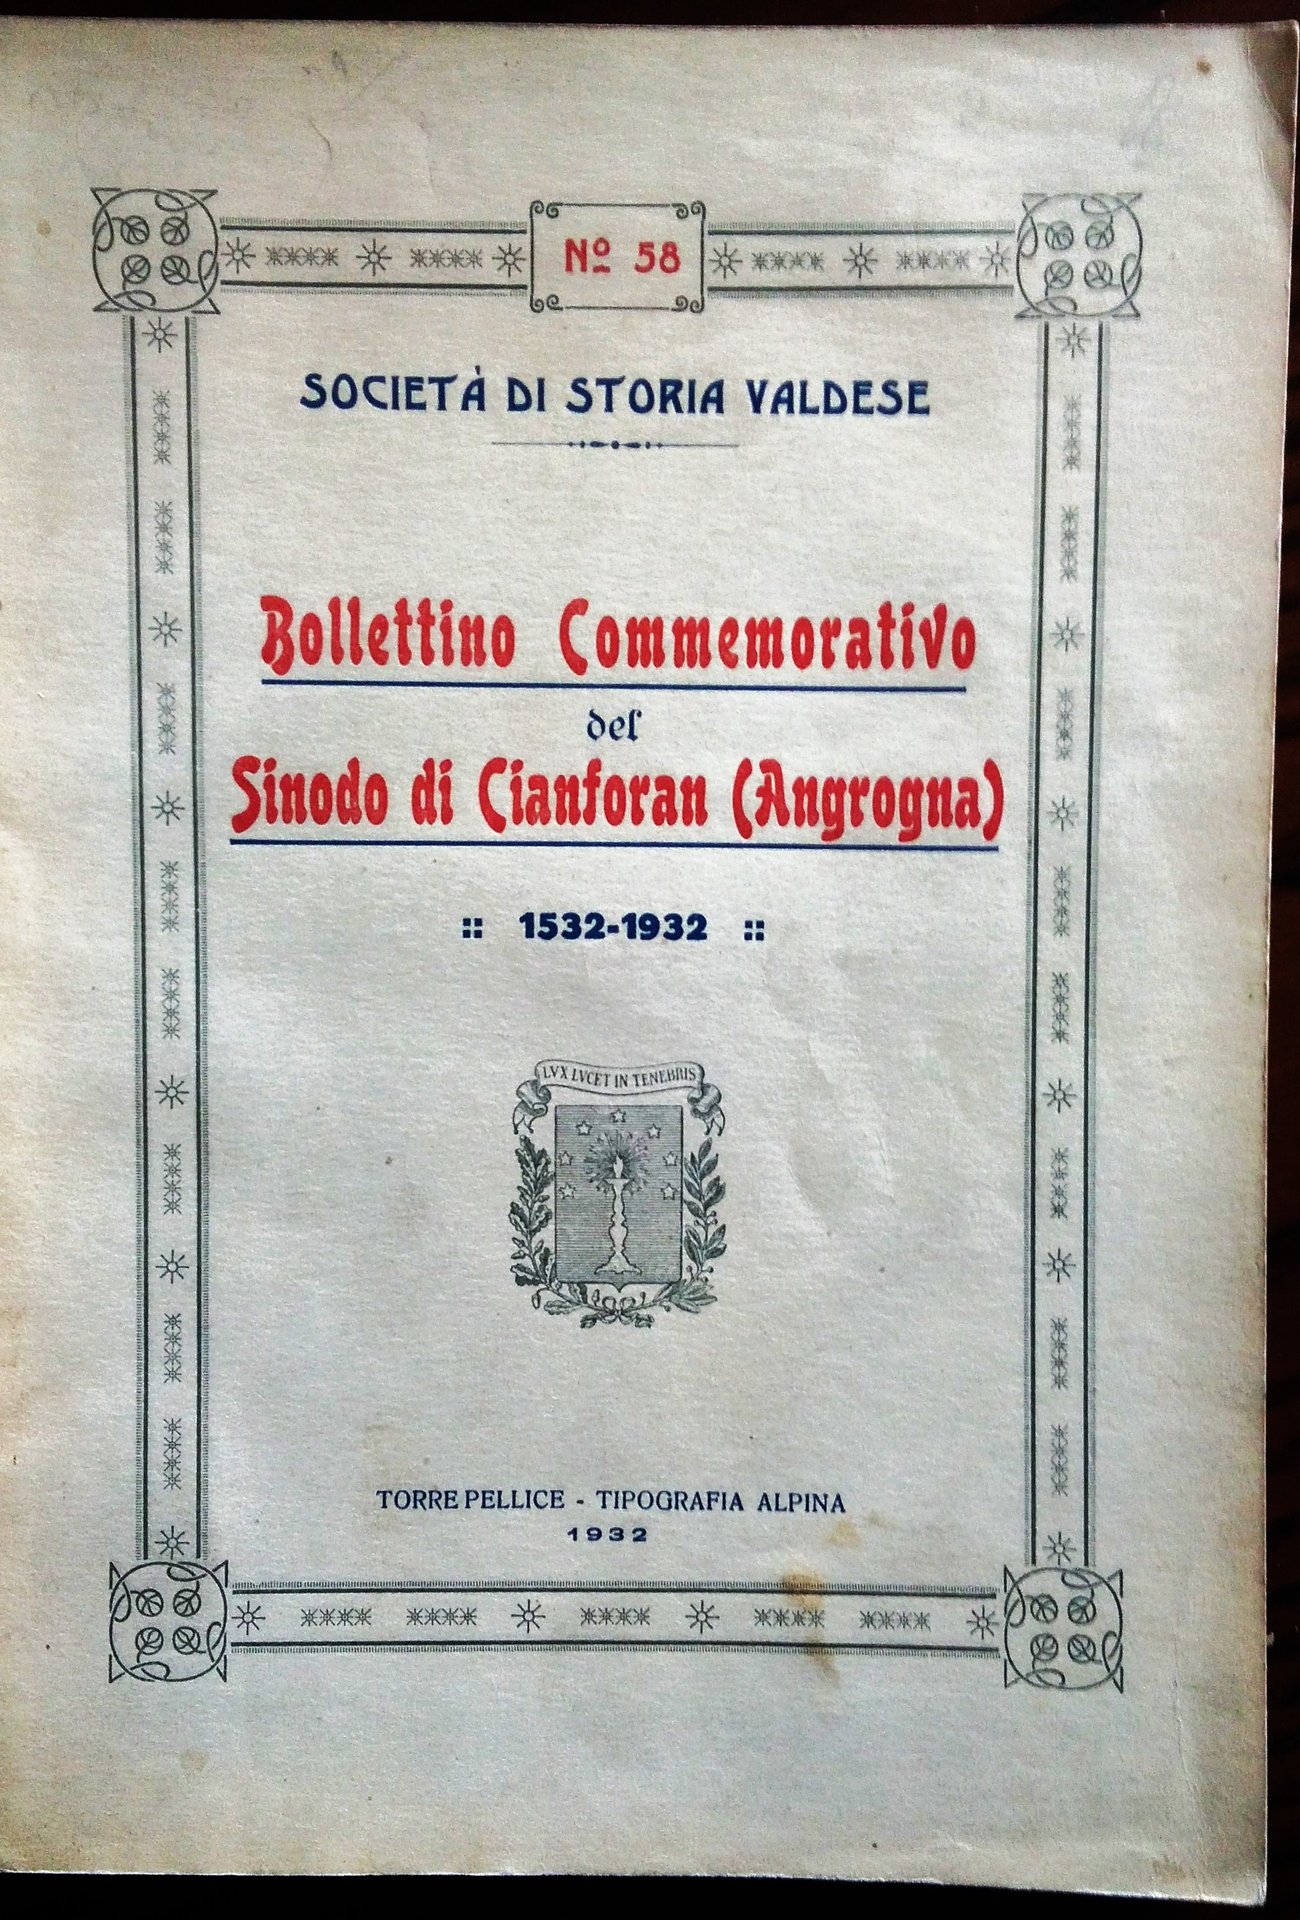 Nº 58
SOCIETÀ DI STORIA VALDESE
Bollettino Commemorativo
del
Sinodo di Cianforan (Angrogna)
:: 1532-1932 ::
LVX LVCET IN TENEBRIS
TORRE PELLICE - TIPOGRAFIA ALPINA
1932